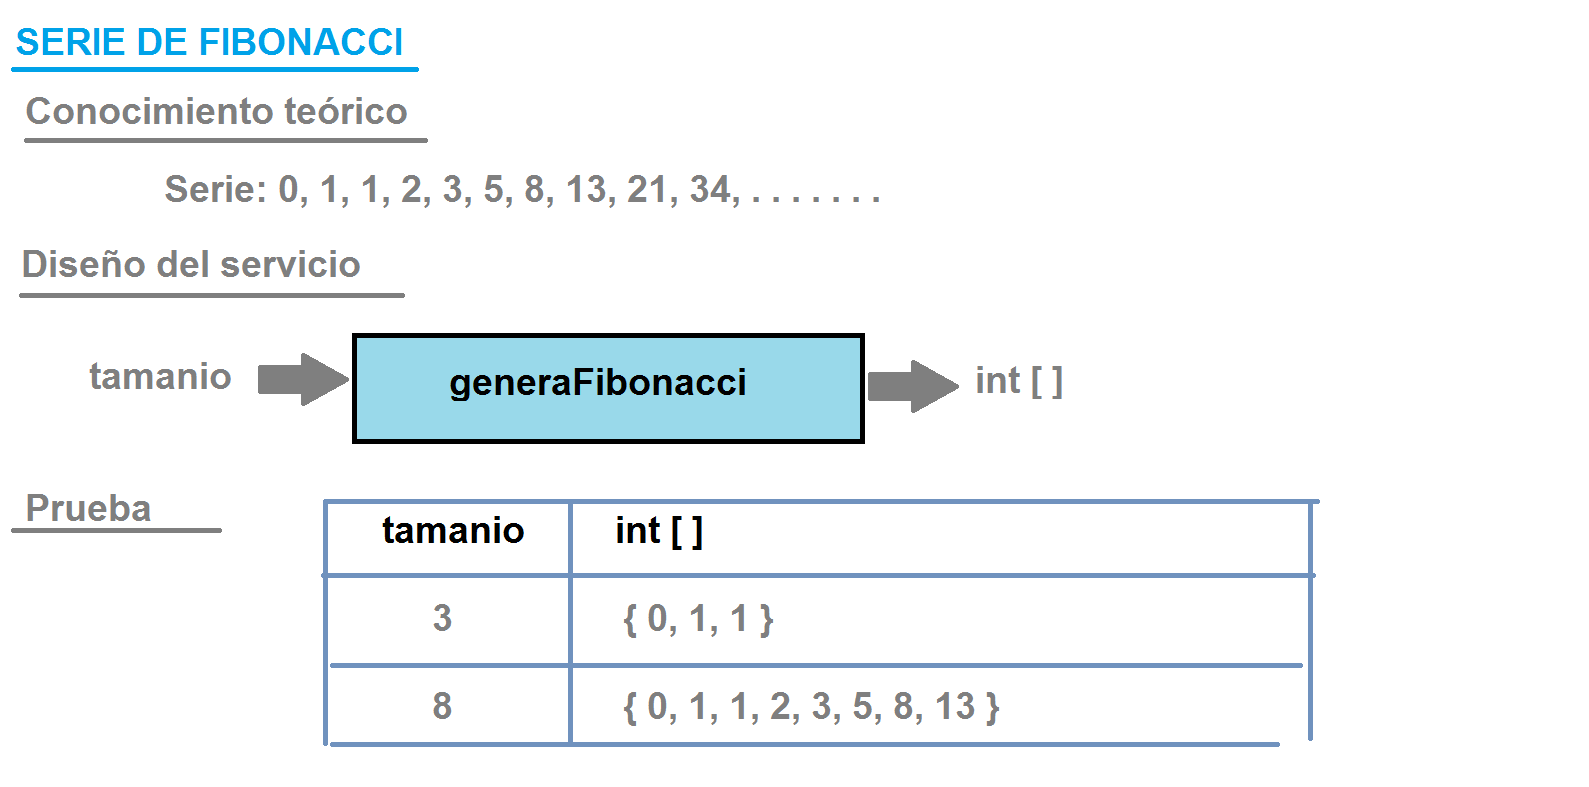 SERIE DE FIBONACCI
Conocimiento teórico
Serie: 0, 1, 1, 2, 3, 5, 8, 13, 21, 34, . . . . . . .
Diseño del servicio
tamanio generaFibonacci int [ ]
Prueba
tamanio int [ ]
3 { 0, 1, 1 }
8 { 0, 1, 1, 2, 3, 5, 8, 13 }